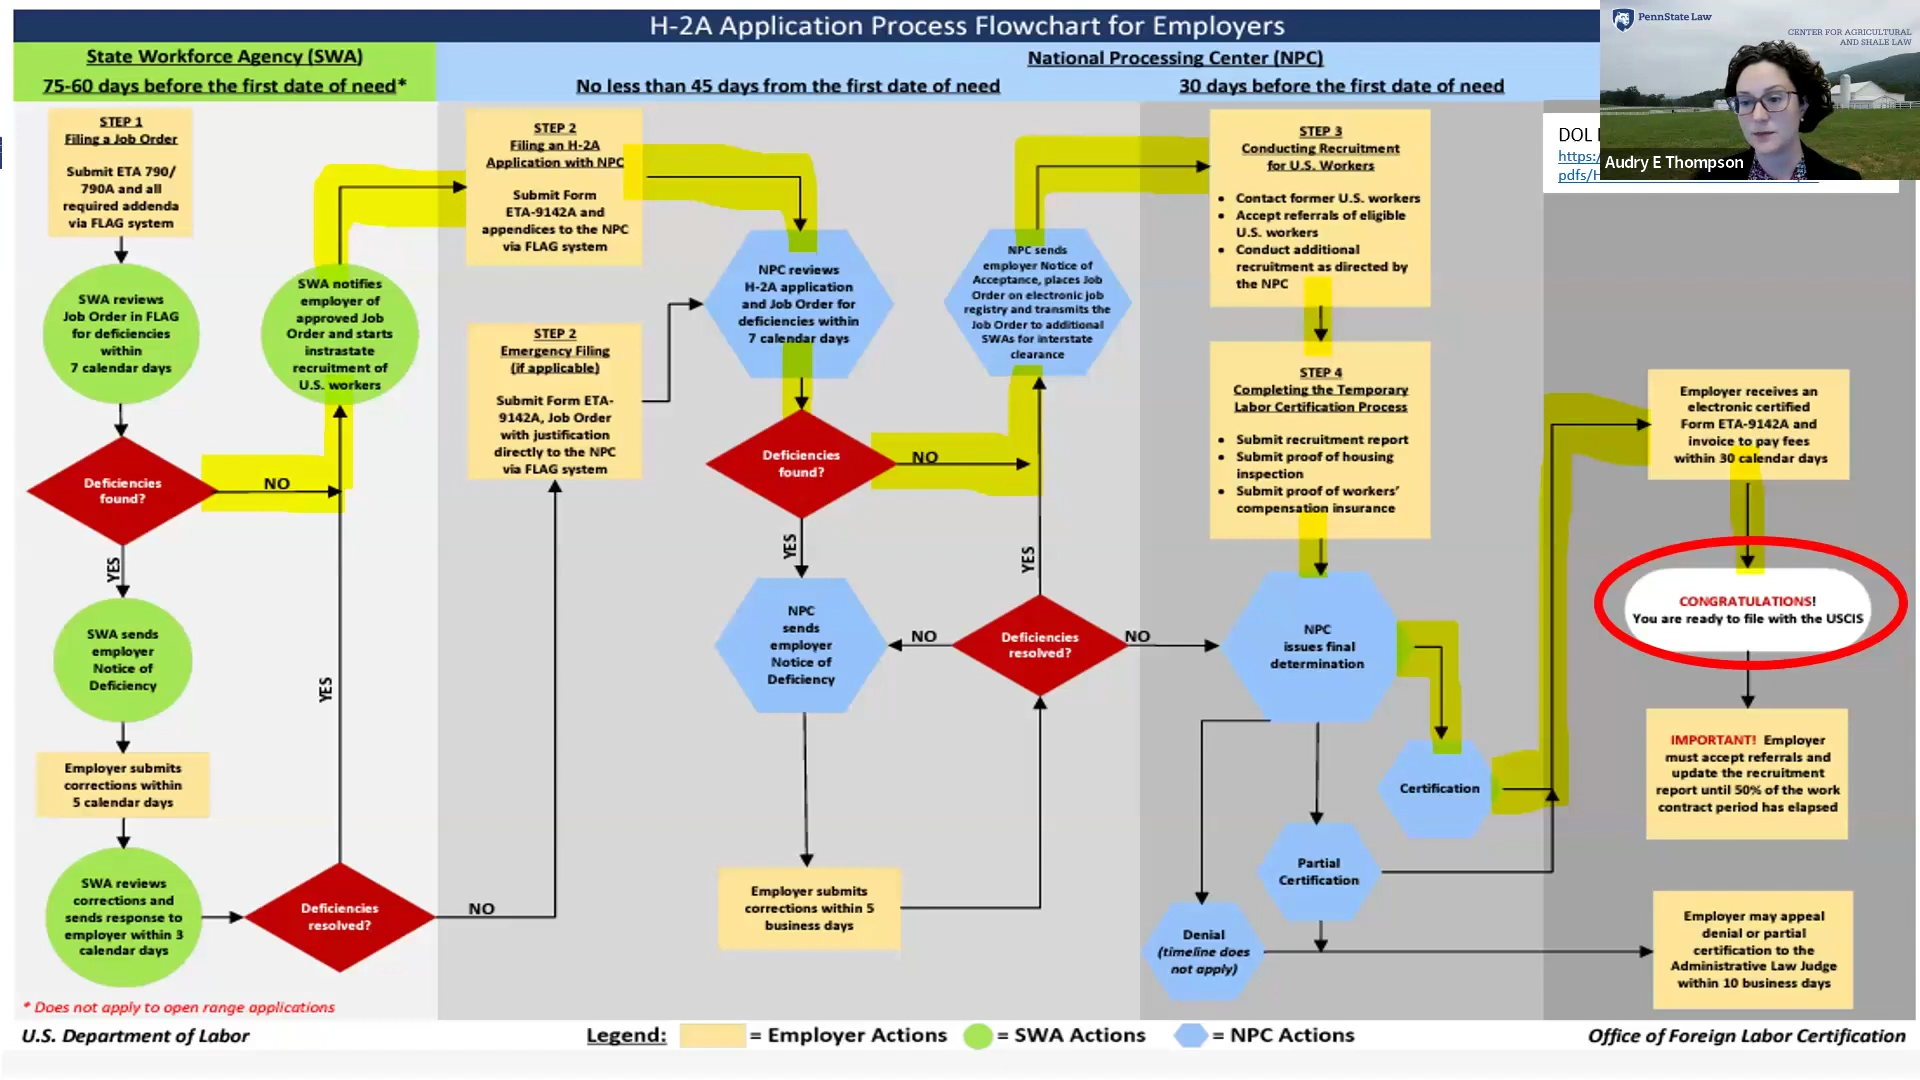 H-2A Application Process Flowchart for Employers
PennState Law
CENTER FOR AGRICULTURAL
AND SHALE LAW
Audry E Thompson
State Workforce Agency (SWA)
75-60 days before the first date of need*
National Processing Center (NPC)
No less than 45 days from the first date of need
30 days before the first date of need
DOL
https:
pdfs/H
STEP 1
Filing a Job Order
Submit ETA 790/
790A and all
required addenda
via FLAG system
SWA reviews
Job Order in FLAG
for deficiencies
within
7 calendar days
Deficiencies
found?
NO
YES
SWA sends
employer
Notice of
Deficiency
Employer submits
corrections within
5 calendar days
SWA reviews
corrections and
sends response to
employer within 3
calendar days
Deficiencies
resolved?
YES
NO
SWA notifies
employer of
approved Job
Order and starts
instrastate
recruitment of
U.S. workers
STEP 2
Filing an H-2A
Application with NPC
Submit Form
ETA-9142A and
appendices to the NPC
via FLAG system
STEP 2
Emergency Filing
(if applicable)
Submit Form ETA-
9142A, Job Order
with justification
directly to the NPC
via FLAG system
NPC reviews
H-2A application
and Job Order for
deficiencies within
7 calendar days
Deficiencies
found?
NO
YES
NPC
sends
employer
Notice of
Deficiency
Employer submits
corrections within 5
business days
Deficiencies
resolved?
NO
YES
NO
NPC sends
employer Notice of
Acceptance, places Job
Order on electronic job
registry and transmits the
Job Order to additional
SWAs for interstate
clearance
STEP 3
Conducting Recruitment
for U.S. Workers
• Contact former U.S. workers
• Accept referrals of eligible
U.S. workers
• Conduct additional
recruitment as directed by
the NPC
STEP 4
Completing the Temporary
Labor Certification Process
• Submit recruitment report
• Submit proof of housing
inspection
• Submit proof of workers’
compensation insurance
NPC
issues final
determination
Certification
Partial
Certification
Denial
(timeline does
not apply)
Employer receives an
electronic certified
Form ETA-9142A and
invoice to pay fees
within 30 calendar days
CONGRATULATIONS!
You are ready to file with the USCIS
IMPORTANT! Employer
must accept referrals and
update the recruitment
report until 50% of the work
contract period has elapsed
Employer may appeal
denial or partial
certification to the
Administrative Law Judge
within 10 business days
* Does not apply to open range applications
U.S. Department of Labor
Legend: = Employer Actions = SWA Actions = NPC Actions
Office of Foreign Labor Certification